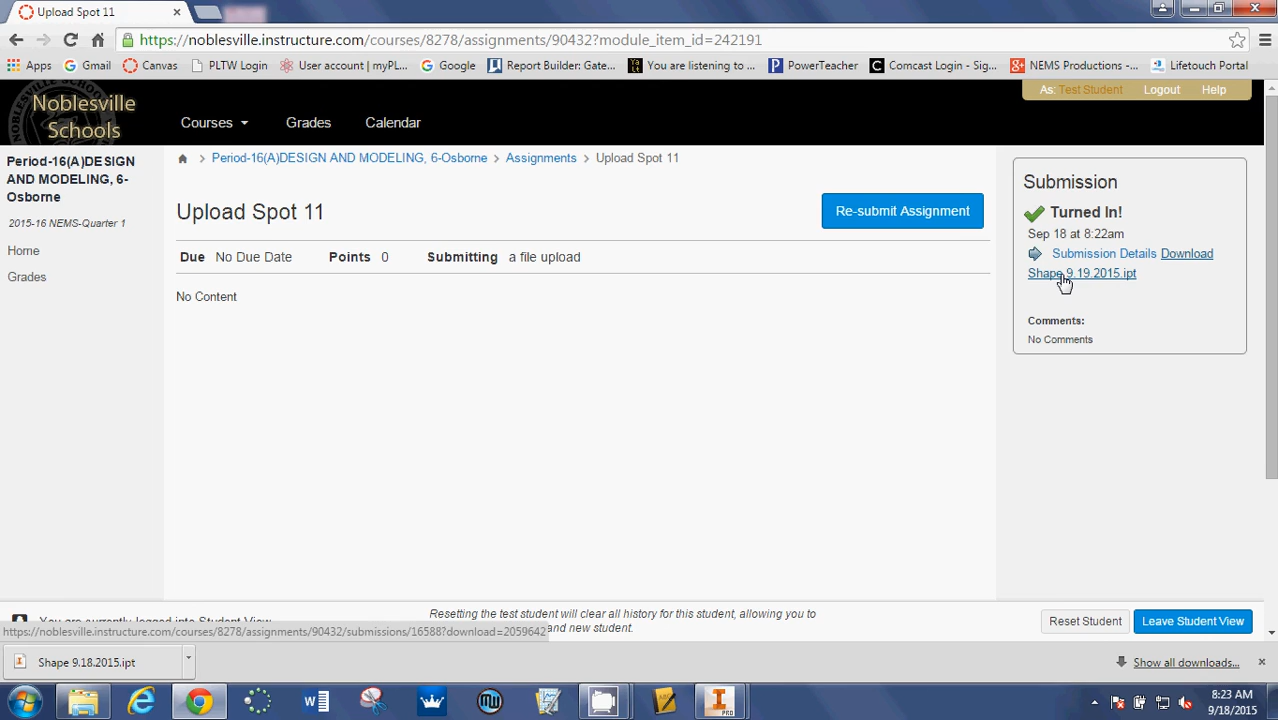 Upload Spot 11
https://noblesville.instructure.com/courses/8278/assignments/90432?module_item_id=242191
Apps Gmail Canvas PLTW Login User account | myPL... Google Report Builder: Gate... You are listening to ... PowerTeacher Comcast Login - Sig... NEMS Productions -... Lifetouch Portal
As: Test Student Logout Help
Noblesville
Schools
Courses Grades Calendar
Period-16(A)DESIGN
AND MODELING, 6-
Osborne
2015-16 NEMS-Quarter 1
Home
Grades
Period-16(A)DESIGN AND MODELING, 6-Osborne > Assignments > Upload Spot 11
Upload Spot 11
Re-submit Assignment
Due No Due Date Points 0 Submitting a file upload
No Content
Submission
Turned In!
Sep 18 at 8:22am
Submission Details Download
Shape 9.19.2015.ipt
Comments:
No Comments
You are currently logged into Student View
Resetting the test student will clear all history for this student, allowing you to
and new student.
Reset Student
Leave Student View
https://noblesville.instructure.com/courses/8278/assignments/90432/submissions/16588?download=2059642
Shape 9.18.2015.ipt
Show all downloads...
PRO
8:23 AM
9/18/2015